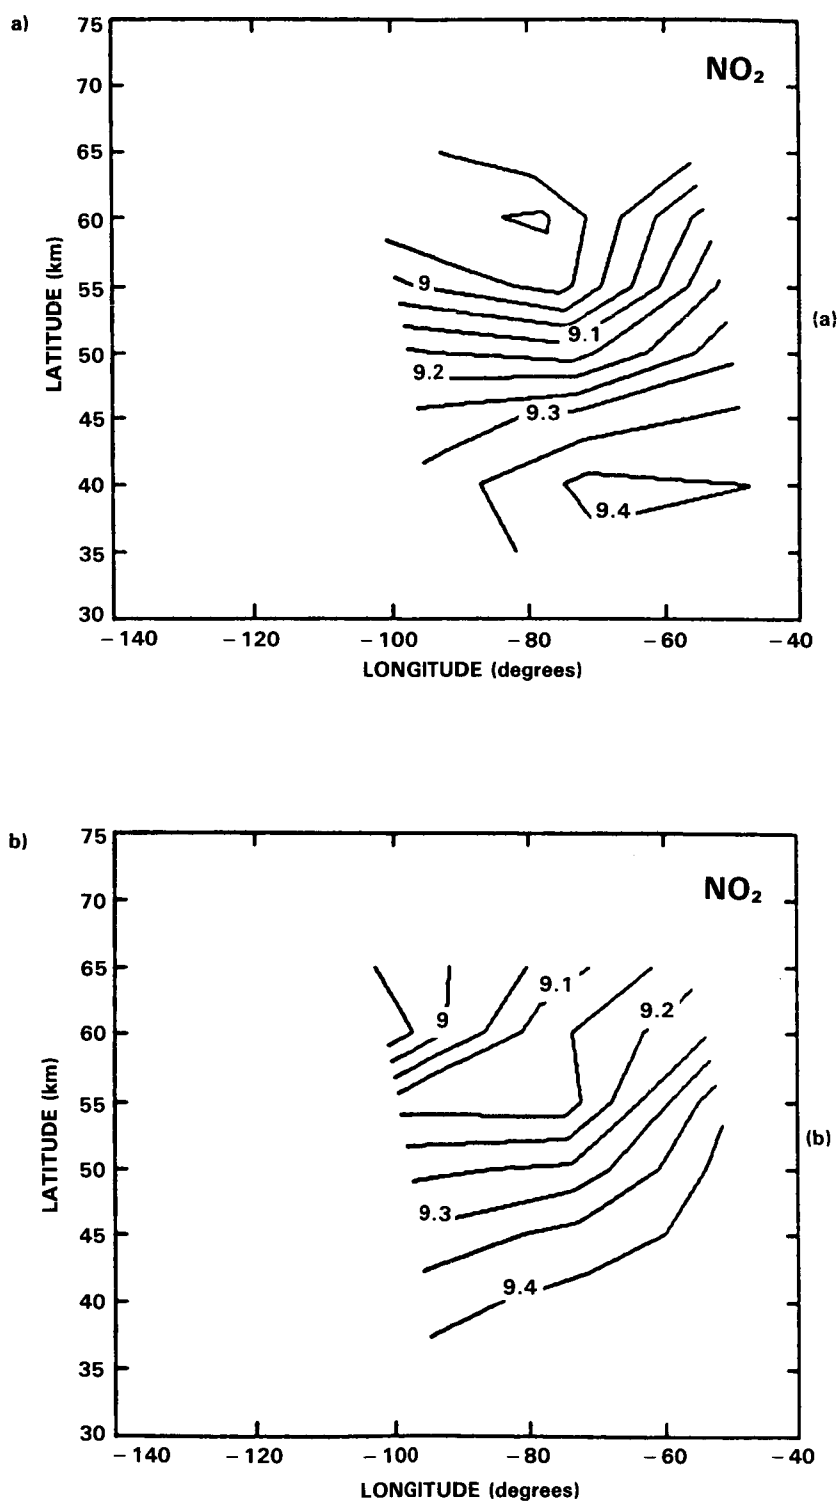 a)
75
NO₂
70
65
60
55
9
(a)
9.1
50
9.2
45
9.3
40
9.4
35
30
LATITUDE (km)
−140 −120 −100 −80 −60 −40
LONGITUDE (degrees)
b)
75
NO₂
70
65
9.1
9.2
9
60
55
(b)
50
9.3
45
9.4
40
35
30
LATITUDE (km)
−140 −120 −100 −80 −60 −40
LONGITUDE (degrees)